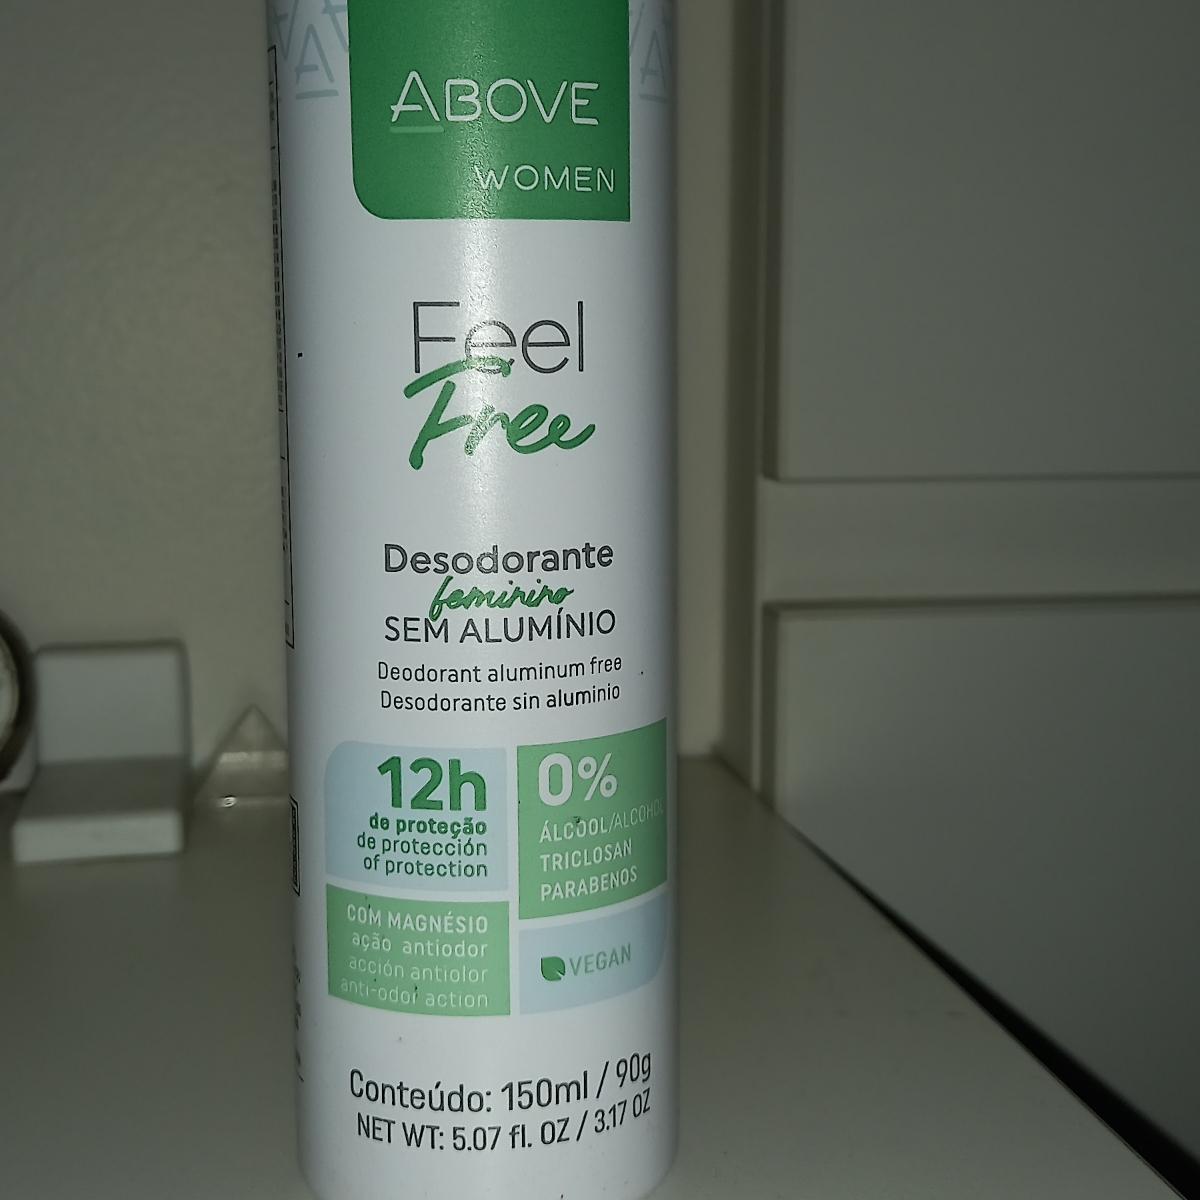 ABOVE
WOMEN
Feel
Free
Desodorante
feminino
SEM ALUMÍNIO
Deodorant aluminum free
Desodorante sin aluminio
12h
de proteção
de protección
of protection
0%
ÁLCOOL/ALCOHOL
TRICLOSAN
PARABENOS
COM MAGNÉSIO
ação antiodor
acción antiolor
anti-odor action
VEGAN
Conteúdo: 150ml / 90g
NET WT: 5.07 fl. OZ / 3.17 OZ